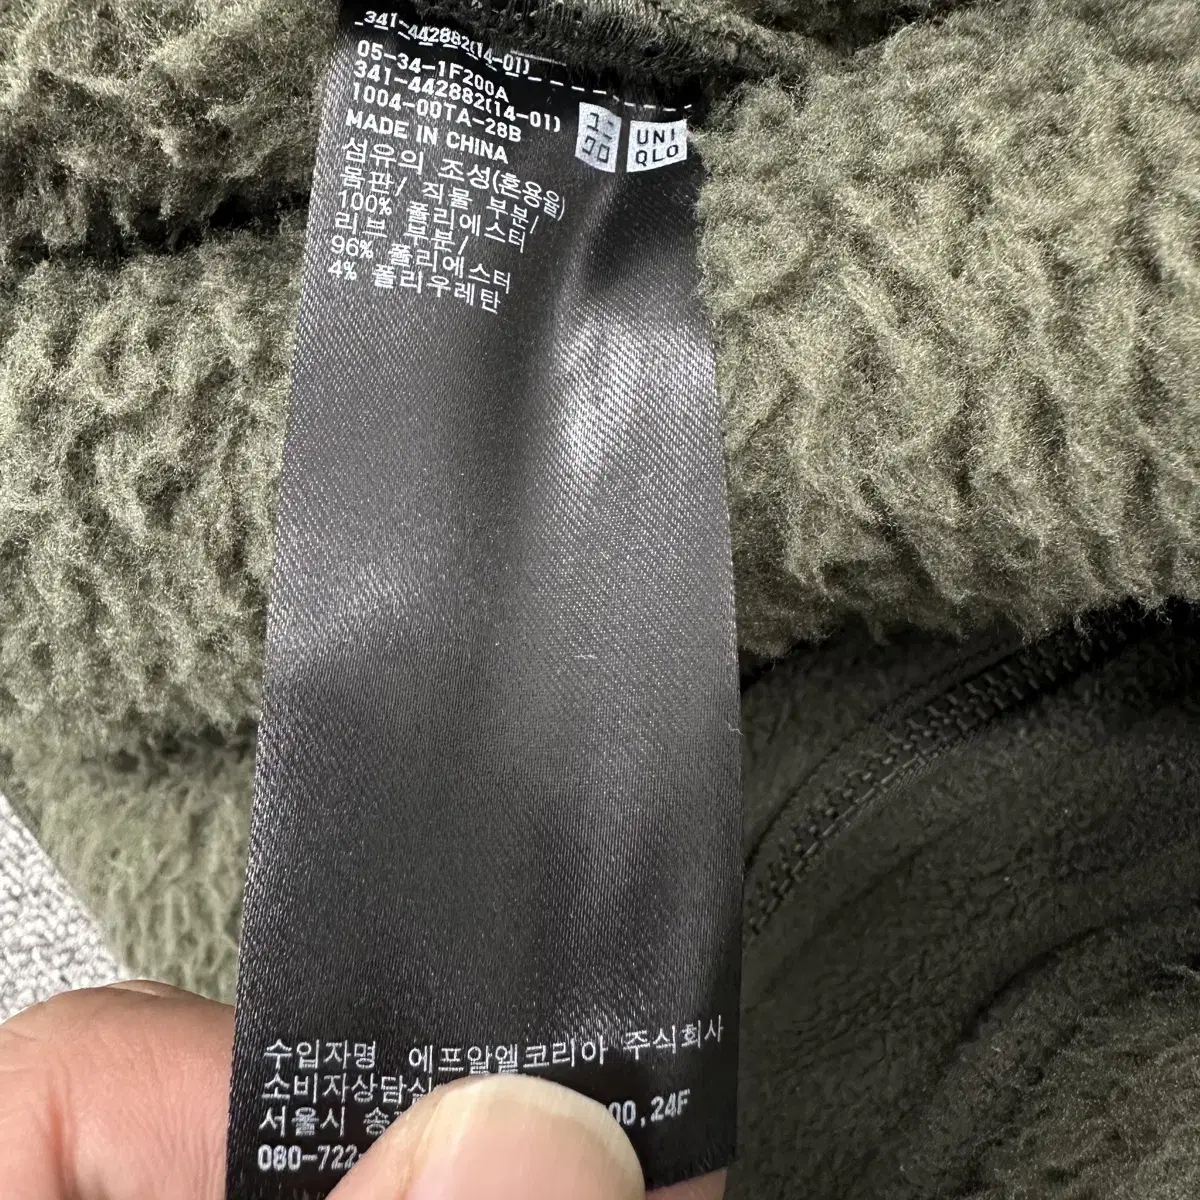 341-442882(14-01)
05-34-1F200A
341-442882(14-01)
1004-00TA-28B
MADE IN CHINA
ユニ
クロ
UNI
QLO
섬유의 조성(혼용율)
몸판/ 직물 부분/
100% 폴리에스터
리브 부분/
96% 폴리에스터
4% 폴리우레탄
수입자명 에프알엘코리아 주식회사
소비자상담실
서울시
00,24F
080-722-